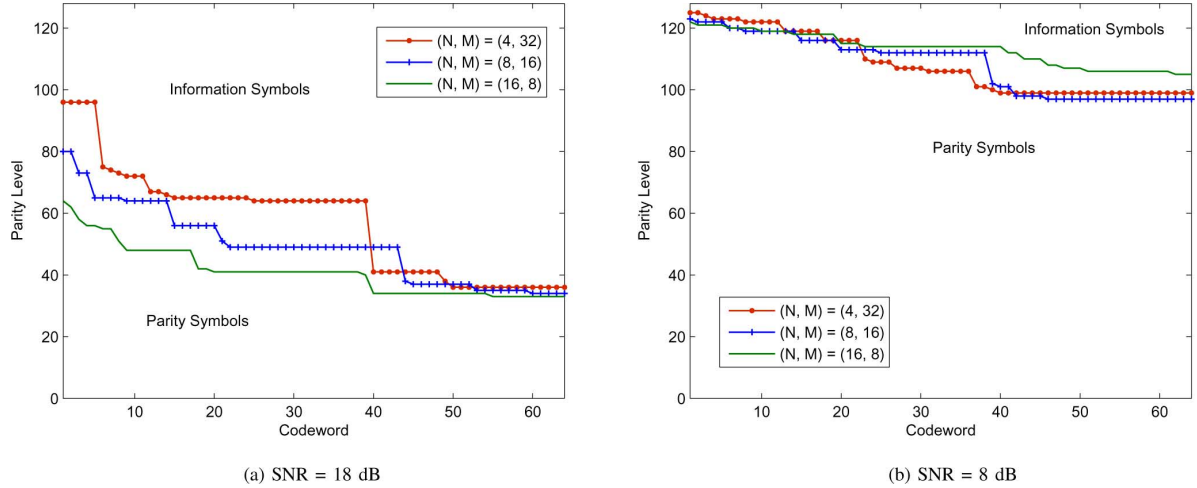 120
100
80
60
40
20
0
Parity Level
10
20
30
40
50
60
Codeword
Information Symbols
Parity Symbols
(N, M) = (4, 32)
(N, M) = (8, 16)
(N, M) = (16, 8)
(a) SNR = 18 dB
120
100
80
60
40
20
0
Parity Level
10
20
30
40
50
60
Codeword
Information Symbols
Parity Symbols
(N, M) = (4, 32)
(N, M) = (8, 16)
(N, M) = (16, 8)
(b) SNR = 8 dB